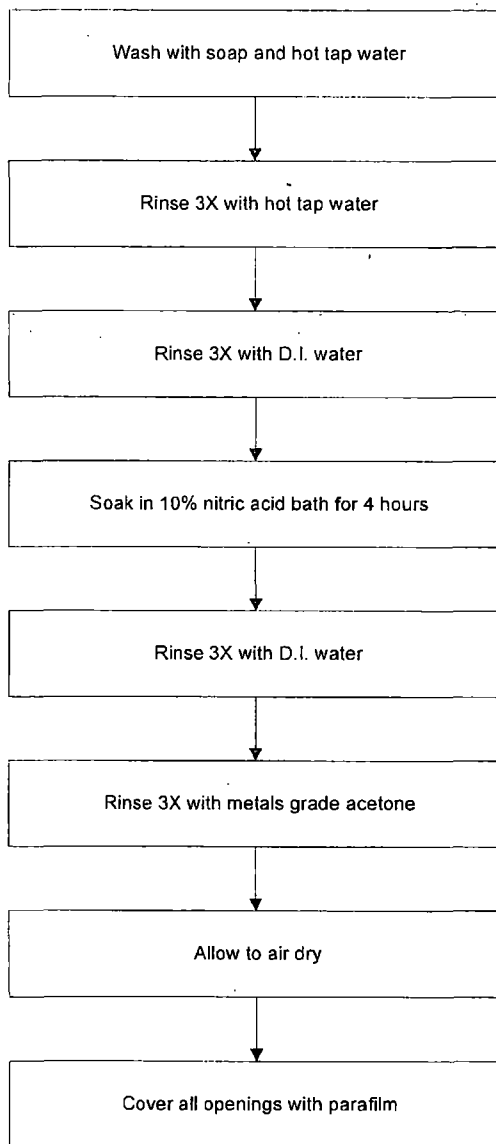 Wash with soap and hot tap water
Rinse 3X with hot tap water
Rinse 3X with D.I. water
Soak in 10% nitric acid bath for 4 hours
Rinse 3X with D.I. water
Rinse 3X with metals grade acetone
Allow to air dry
Cover all openings with parafilm